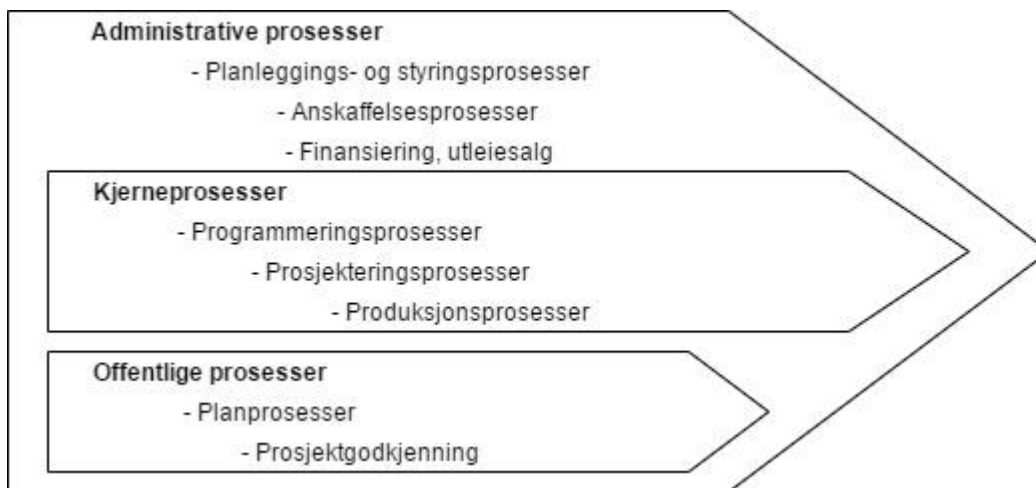 Administrative prosesser
- Planleggings- og styringsprosesser
- Anskaffelsesprosesser
- Finansiering, utleiesalg
Kjerneprosesser
- Programmeringsprosesser
- Prosjekteringsprosesser
- Produksjonsprosesser
Offentlige prosesser
- Planprosesser
- Prosjektgodkjenning